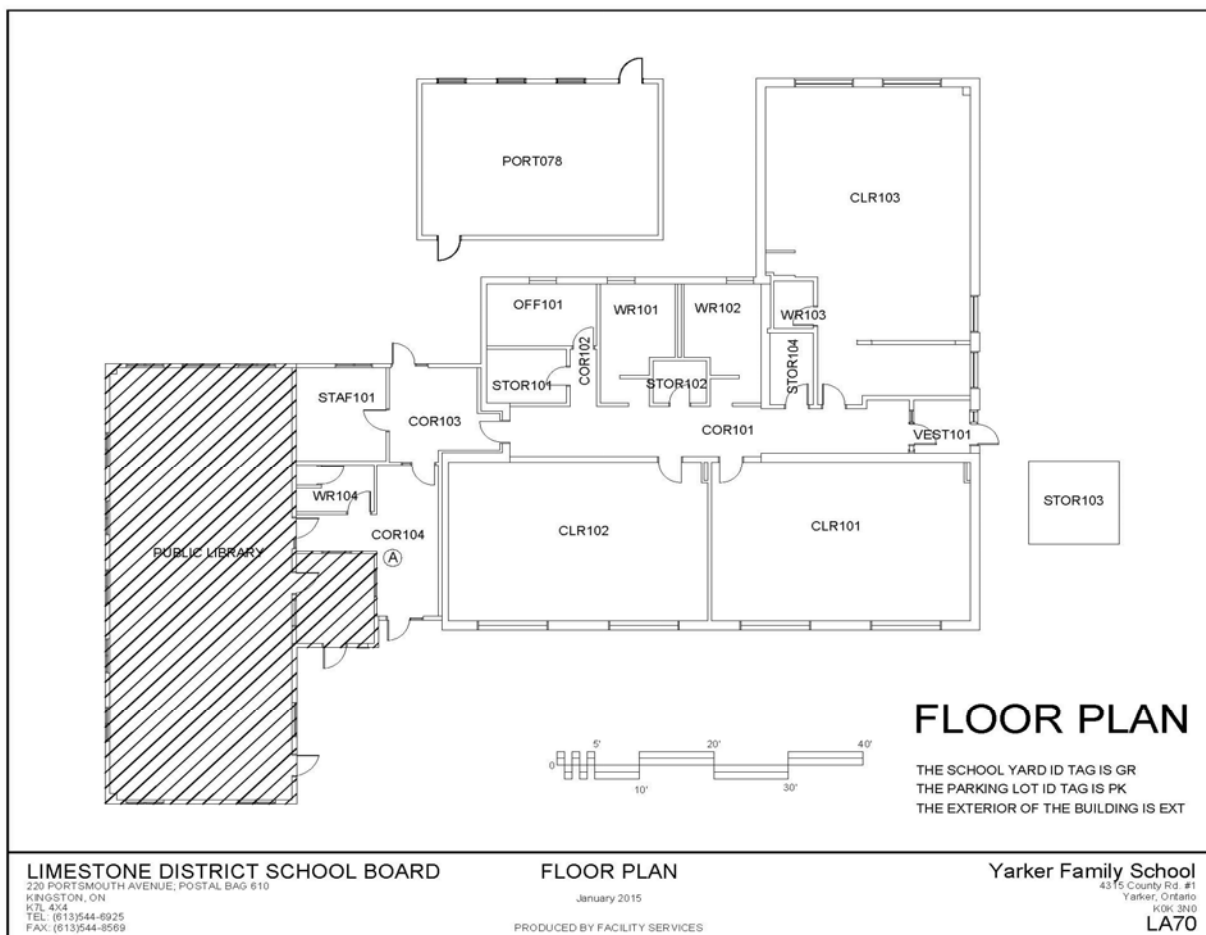 PORT078
CLR103
OFF101
WR101
WR102
WR103
COR102
STOR104
STOR101
STOR102
STAF101
COR103
COR101
VEST101
WR104
STOR103
COR104
A
CLR102
CLR101
PUBLIC LIBRARY
FLOOR PLAN
THE SCHOOL YARD ID TAG IS GR
THE PARKING LOT ID TAG IS PK
THE EXTERIOR OF THE BUILDING IS EXT
5' 20' 40'
0
10' 30'
LIMESTONE DISTRICT SCHOOL BOARD
220 PORTSMOUTH AVENUE; POSTAL BAG 610
KINGSTON, ON
K7L 4X4
TEL: (613)544-6925
FAX: (613)544-8569
FLOOR PLAN
January 2015
PRODUCED BY FACILITY SERVICES
Yarker Family School
4315 County Rd. #1
Yarker, Ontario
K0K 3N0
LA70